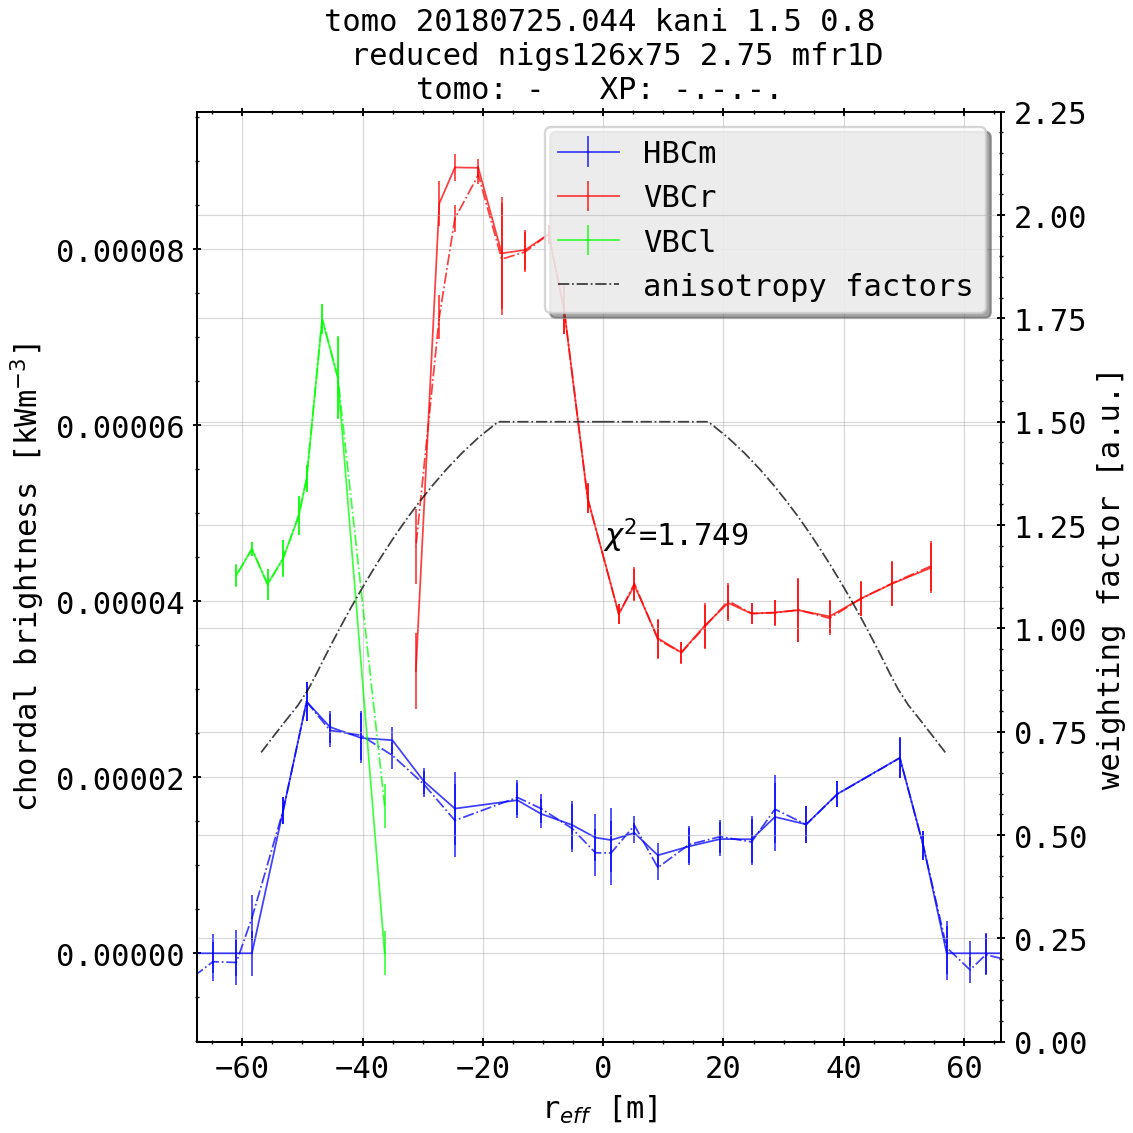 tomo 20180725.044 kani 1.5 0.8
reduced nigs126x75 2.75 mfr1D
tomo: -   XP: -.-.-.
HBCm
VBCr
VBCl
anisotropy factors
χ²=1.749
chordal brightness [kWm⁻³]
0.00008
0.00006
0.00004
0.00002
0.00000
2.25
2.00
1.75
1.50
1.25
1.00
0.75
0.50
0.25
0.00
weighting factor [a.u.]
−60 −40 −20 0 20 40 60
r_eff [m]